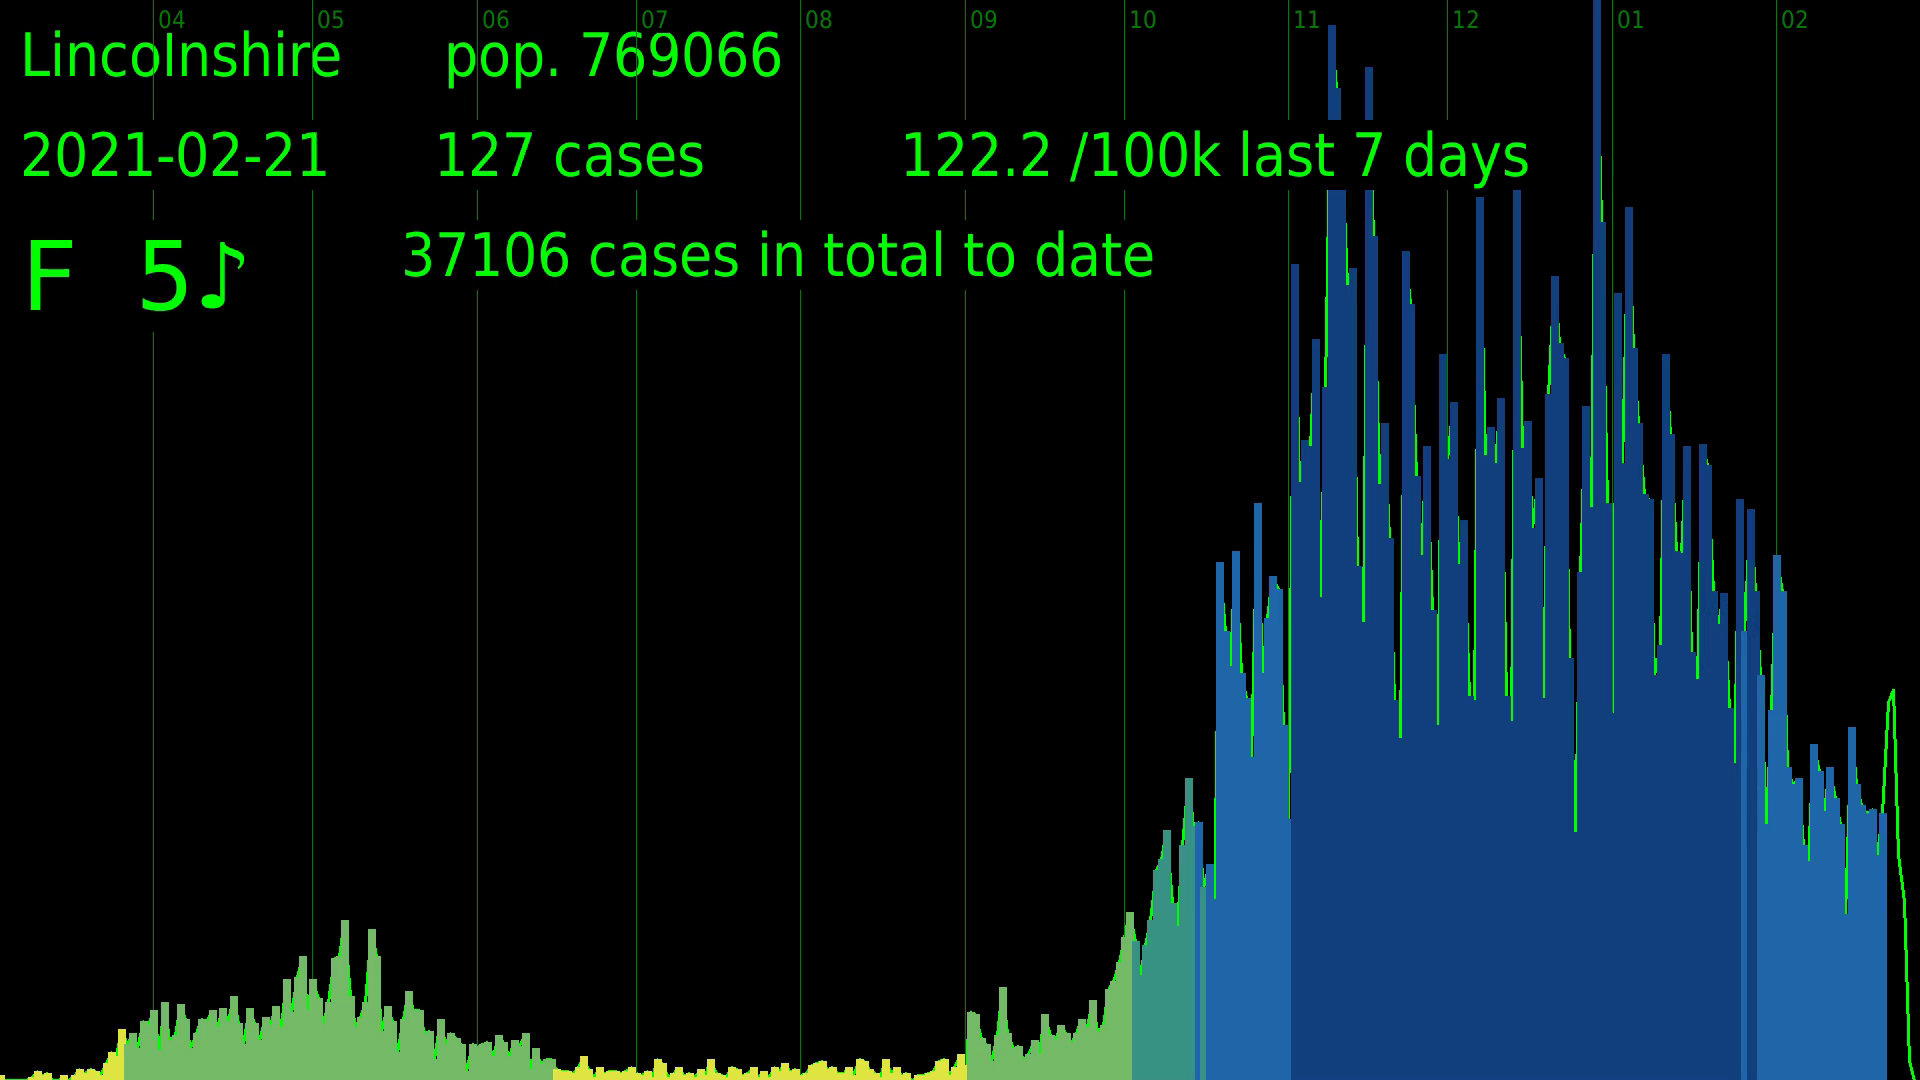 04 05 06 07 08 09 10 11 12 01 02
Lincolnshire pop. 769066
2021-02-21 127 cases 122.2 /100k last 7 days
F 5♪ 37106 cases in total to date